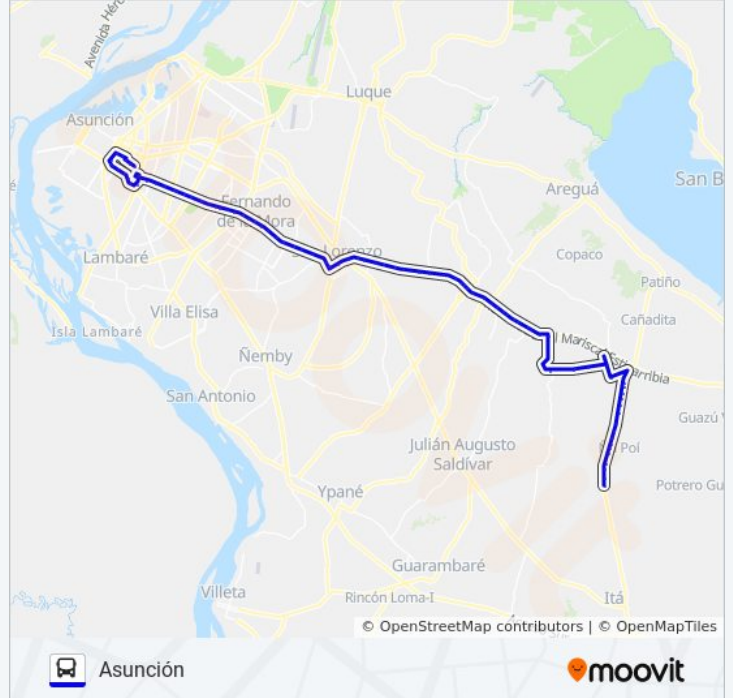 Avenida Héro
Luque
Asunción
San B
Areguá
Fernando
de la Mora
San Lorenzo
Copaco
Lambaré
Patiño
Cañadita
Villa Elisa
Isla Lambaré
l Mariscal Estigarribia
Ñemby
San Antonio
Guazú V
Julián Augusto
Saldívar
Pol
Ypané
Potrero Gu
Guarambaré
Villeta
Rincón Loma-I
Itá
© OpenStreetMap contributors | © OpenMapTiles
Asunción
moovit